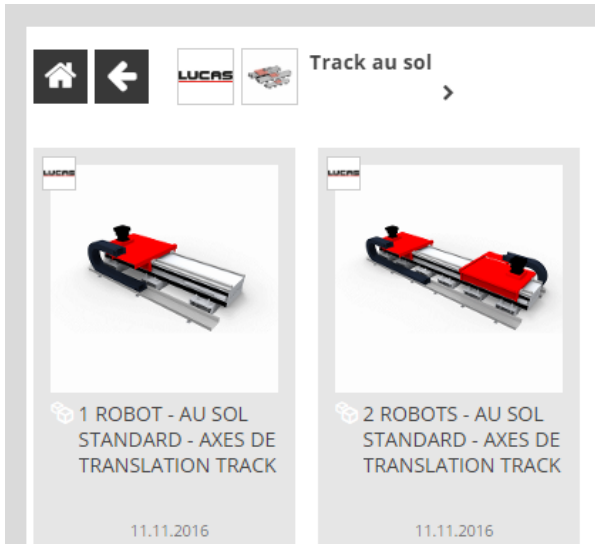 LUCAS
Track au sol
LUCAS
LUCAS
1 ROBOT - AU SOL
STANDARD - AXES DE
TRANSLATION TRACK
2 ROBOTS - AU SOL
STANDARD - AXES DE
TRANSLATION TRACK
11.11.2016
11.11.2016